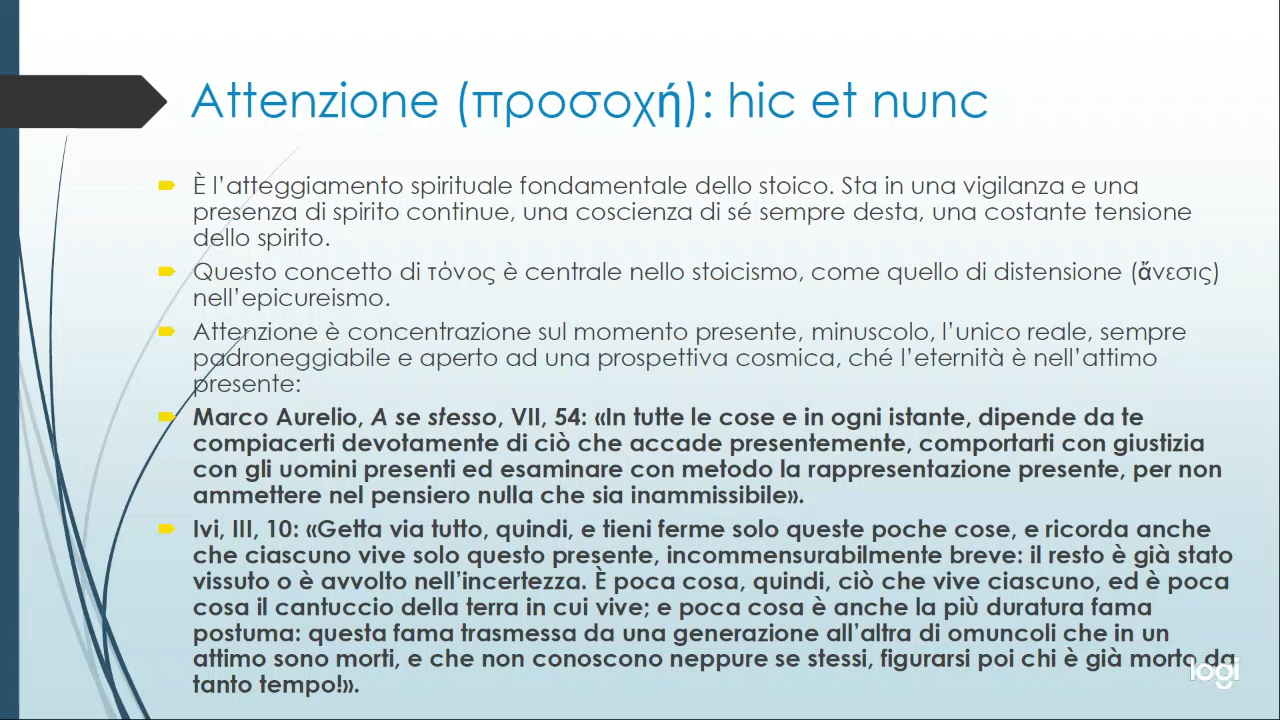 Attenzione (προσοχή): hic et nunc
È l’atteggiamento spirituale fondamentale dello stoico. Sta in una vigilanza e una
presenza di spirito continue, una coscienza di sé sempre desta, una costante tensione
dello spirito.
Questo concetto di τόνος è centrale nello stoicismo, come quello di distensione (ἄνεσις)
nell’epicureismo.
Attenzione è concentrazione sul momento presente, minuscolo, l’unico reale, sempre
padroneggiabile e aperto ad una prospettiva cosmica, ché l’eternità è nell’attimo
presente:
Marco Aurelio, A se stesso, VII, 54: «In tutte le cose e in ogni istante, dipende da te
compiacerti devotamente di ciò che accade presentemente, comportarti con giustizia
con gli uomini presenti ed esaminare con metodo la rappresentazione presente, per non
ammettere nel pensiero nulla che sia inammissibile».
Ivi, III, 10: «Getta via tutto, quindi, e tieni ferme solo queste poche cose, e ricorda anche
che ciascuno vive solo questo presente, incommensurabilmente breve: il resto è già stato
vissuto o è avvolto nell’incertezza. È poca cosa, quindi, ciò che vive ciascuno, ed è poca
cosa il cantuccio della terra in cui vive; e poca cosa è anche la più duratura fama
postuma: questa fama trasmessa da una generazione all’altra di omuncoli che in un
attimo sono morti, e che non conoscono neppure se stessi, figurarsi poi chi è già morto da
tanto tempo!».
logi